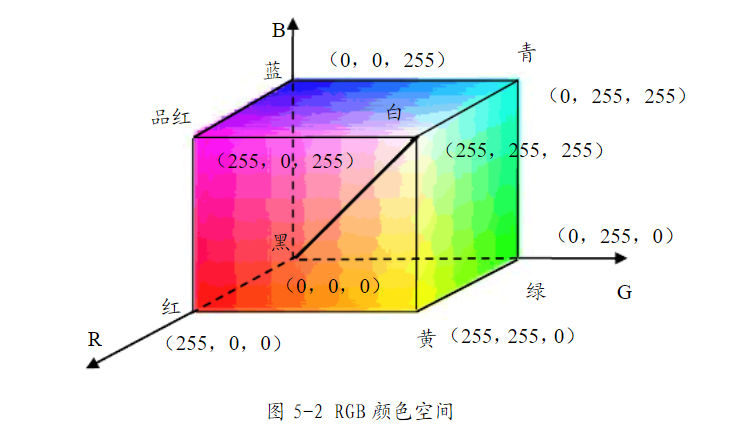 B
（0，0，255）
青
蓝
（0，255，255）
品红
白
（255，0，255）
（255，255，255）
黑
（0，255，0）
（0，0，0）
绿
G
红
R
（255，0，0）
黄
（255，255，0）
图 5-2 RGB 颜色空间